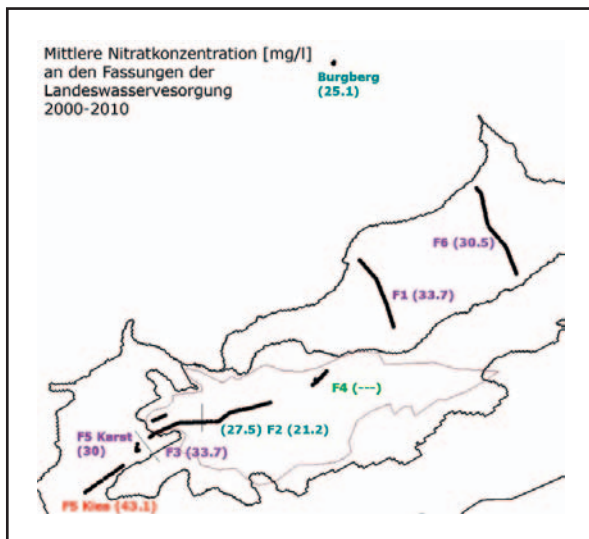 Mittlere Nitratkonzentration [mg/l]
an den Fassungen der
Landeswasservesorgung
2000-2010
Burgberg
(25.1)
F6 (30.5)
F1 (33.7)
F4 (---)
(27.5) F2 (21.2)
F5 Karst
(30)
F3 (33.7)
F5 Kies (43.1)